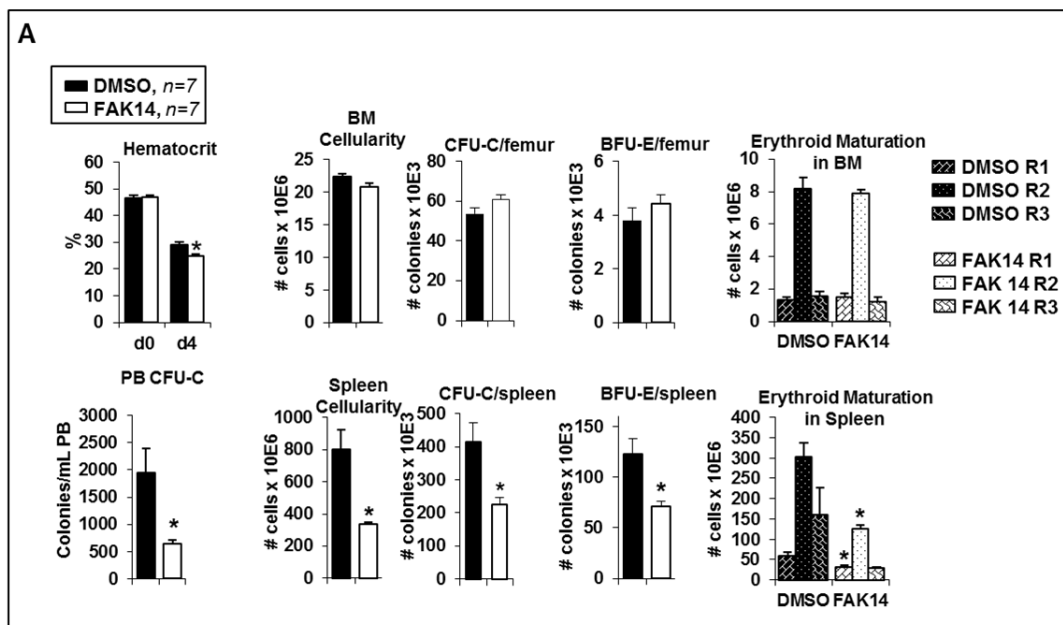 A
DMSO, n=7
FAK14, n=7
Hematocrit
%
60
50
40
30
20
10
0
*
d0 d4
BM
Cellularity
# cells x 10E6
25
20
15
10
5
0
CFU-C/femur
# colonies x 10E3
80
60
40
20
0
BFU-E/femur
# colonies x 10E3
6
4
2
0
Erythroid Maturation
in BM
# cells x 10E6
10
8
6
4
2
0
DMSO FAK14
DMSO R1
DMSO R2
DMSO R3
FAK14 R1
FAK 14 R2
FAK 14 R3
PB CFU-C
Colonies/mL PB
3000
2500
2000
1500
1000
500
0
*
Spleen
Cellularity
# cells x 10E6
1000
800
600
400
200
0
*
CFU-C/spleen
# colonies x 10E3
500
400
300
200
100
0
*
BFU-E/spleen
# colonies x 10E3
150
100
50
0
*
Erythroid Maturation
in Spleen
# cells x 10E6
400
350
300
250
200
150
100
50
0
* *
DMSO FAK14